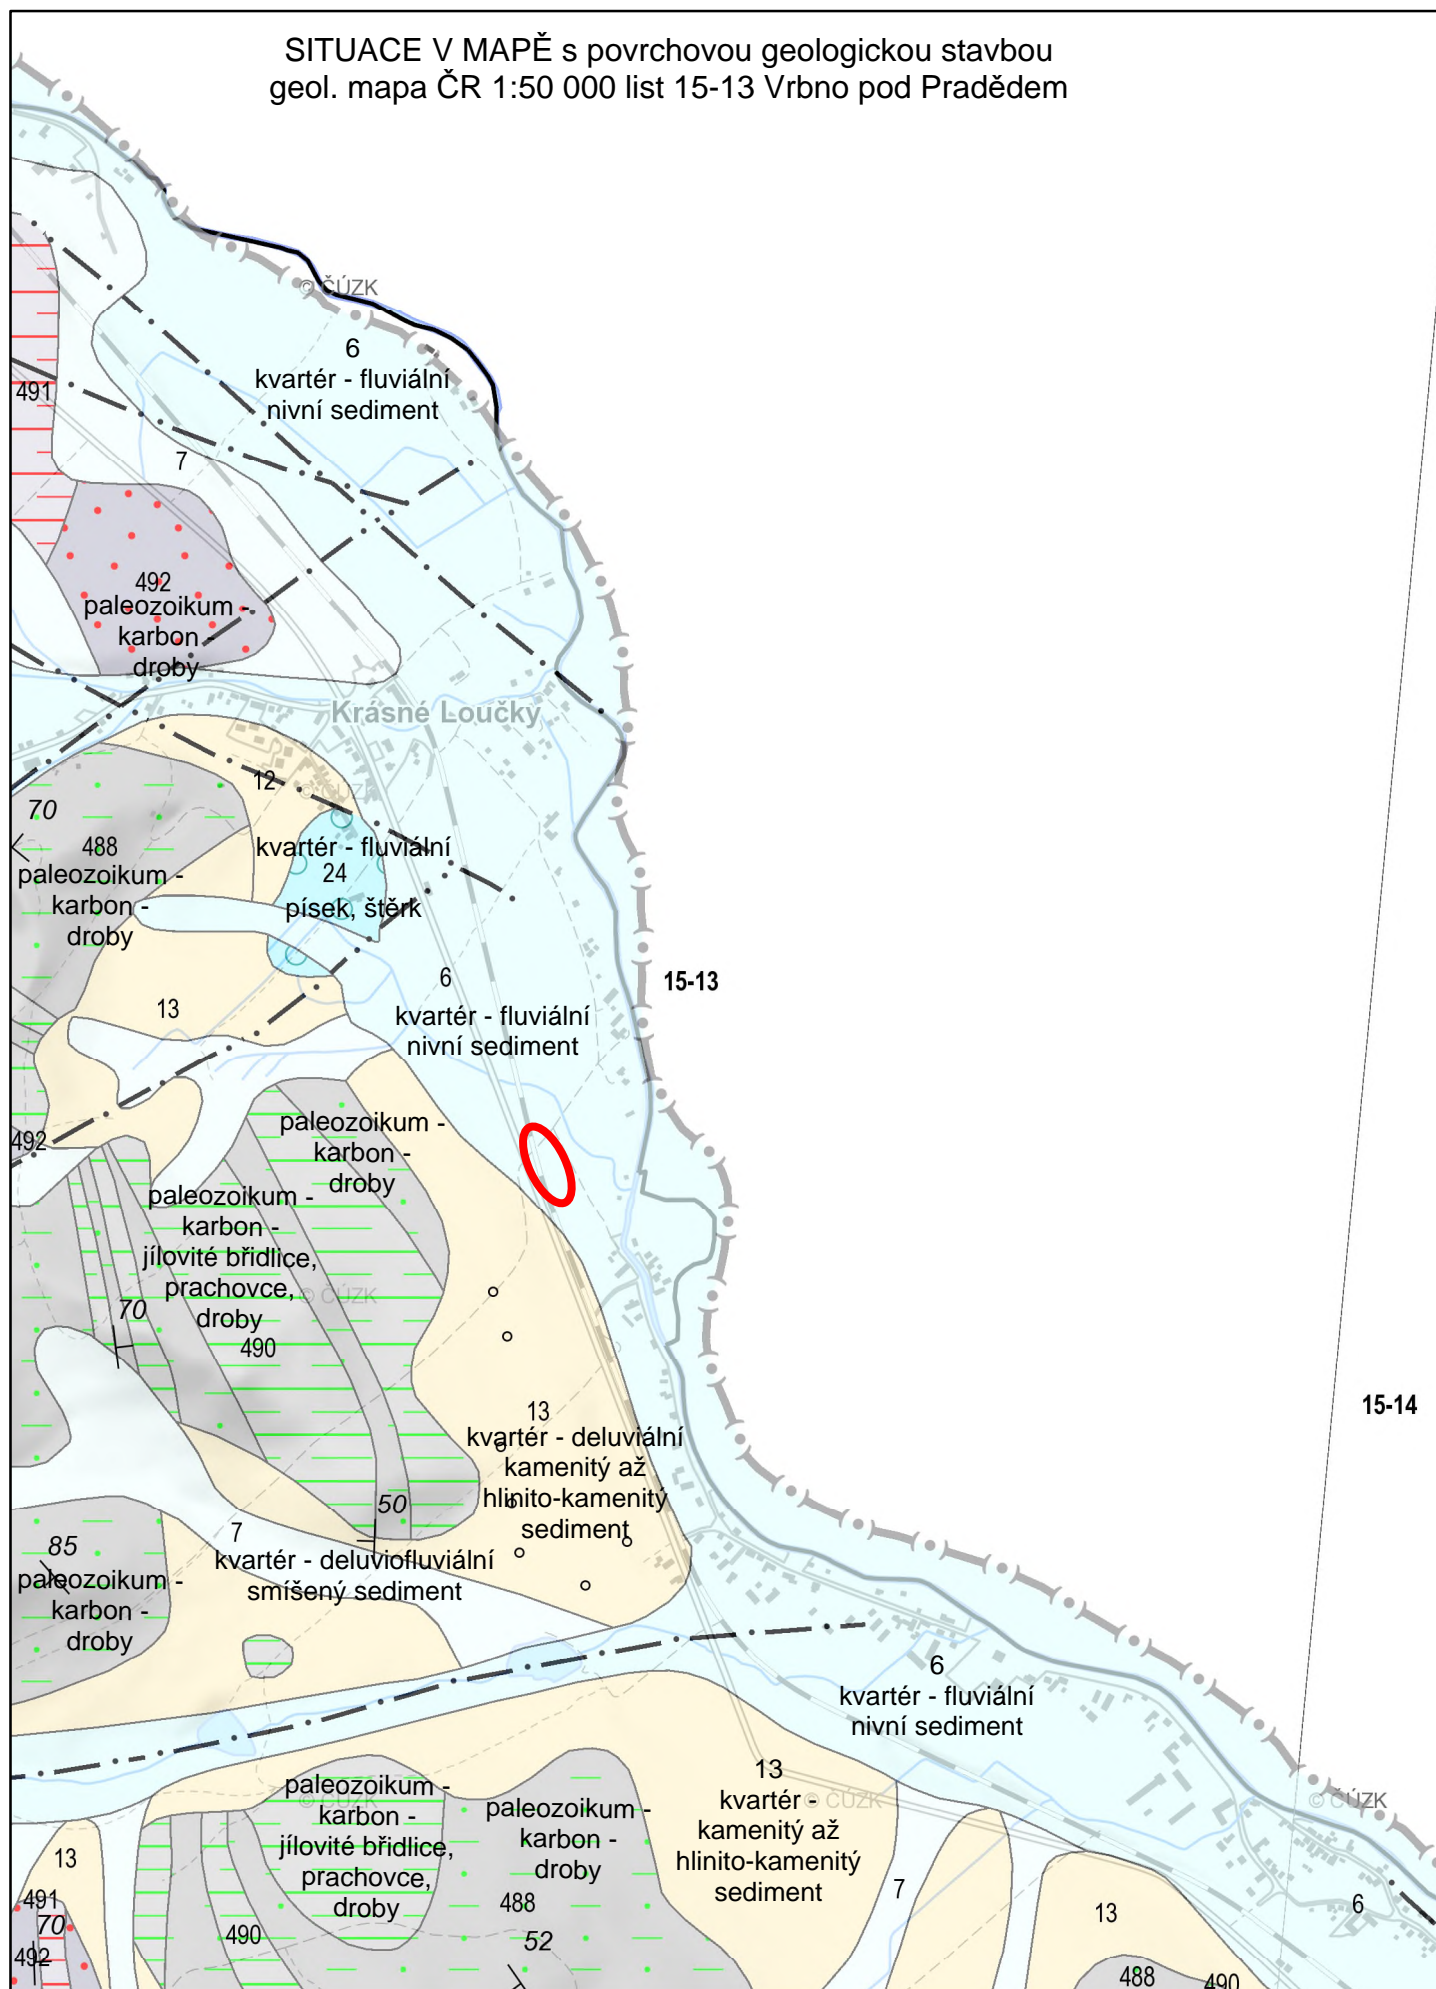 SITUACE V MAPĚ s povrchovou geologickou stavbou
geol. mapa ČR 1:50 000 list 15-13 Vrbno pod Pradědem
© ČÚZK
6
kvartér - fluviální
nivní sediment
491
7
492
paleozoikum -
karbon -
droby
Krásné Loučky
12
© ČÚZK
70
488
paleozoikum -
karbon -
droby
kvartér - fluviální
24
písek, štěrk
6
15-13
13
kvartér - fluviální
nivní sediment
492
paleozoikum -
karbon -
droby
paleozoikum -
karbon -
jílovité břidlice,
prachovce,
droby
© ČÚZK
70
490
15-14
13
kvartér - deluviální
kamenitý až
hlinito-kamenitý
sediment
50
7
kvartér - deluviofluviální
smíšený sediment
85
paleozoikum -
karbon -
droby
6
kvartér - fluviální
nivní sediment
13
kvartér -
kamenitý až
hlinito-kamenitý
sediment
© ČÚZK
© ČÚZK
paleozoikum -
karbon -
jílovité břidlice,
prachovce,
droby
© ČÚZK
paleozoikum -
karbon -
droby
488
13
491
70
492
490
52
7
13
6
488
490